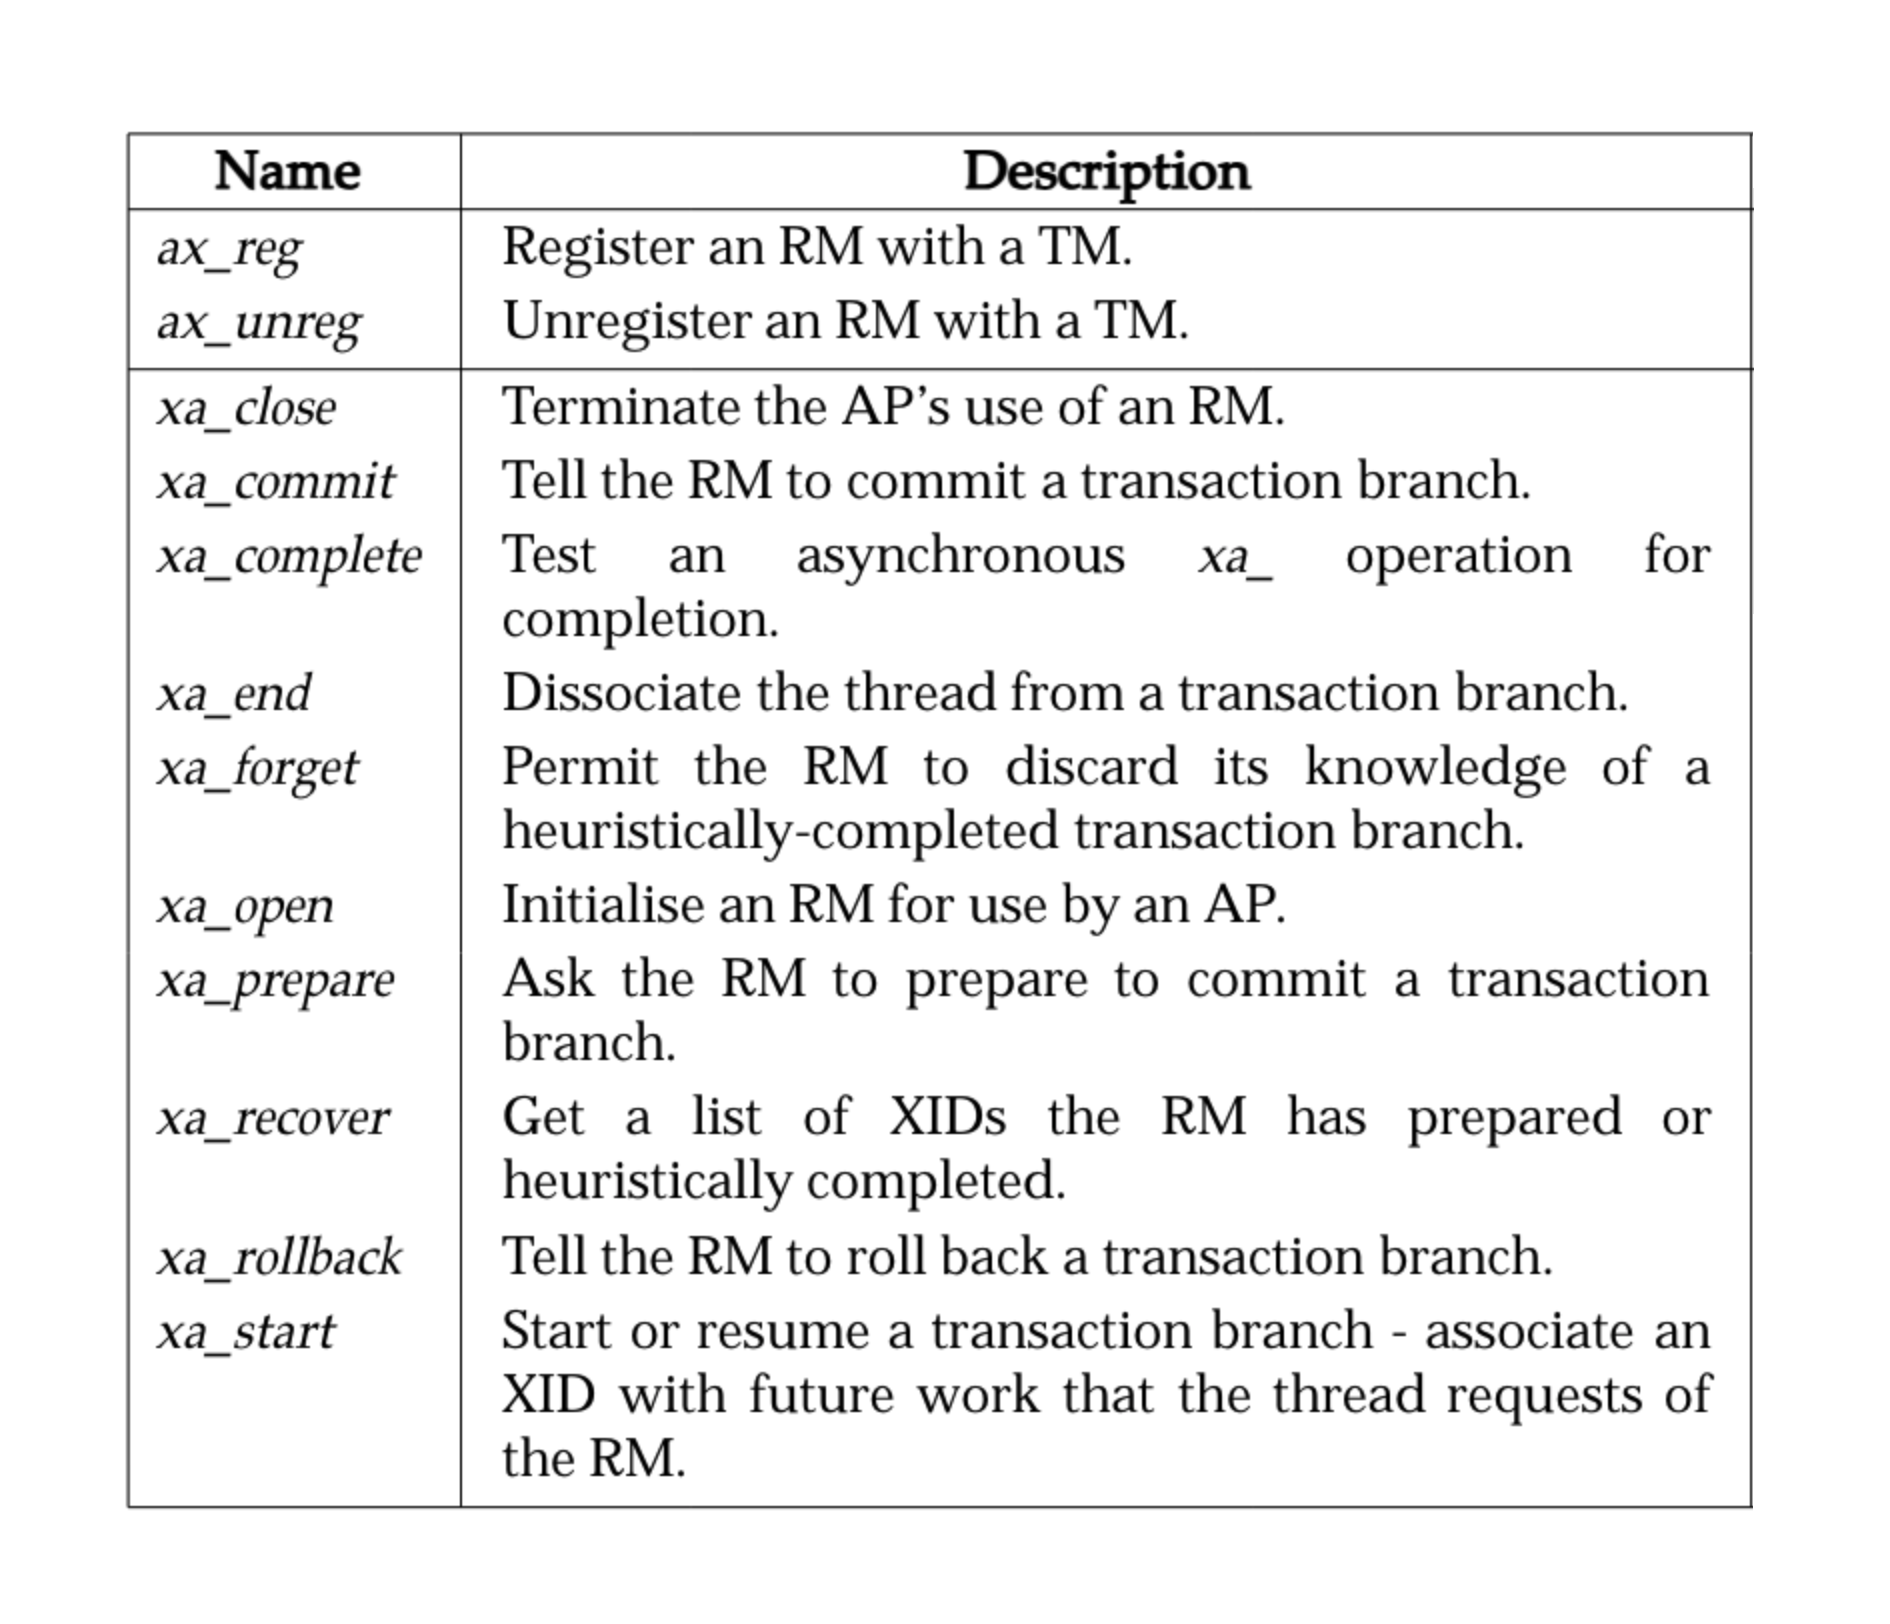 Name Description
ax_reg Register an RM with a TM.
ax_unreg Unregister an RM with a TM.
xa_close Terminate the AP’s use of an RM.
xa_commit Tell the RM to commit a transaction branch.
xa_complete Test an asynchronous xa_ operation for
completion.
xa_end Dissociate the thread from a transaction branch.
xa_forget Permit the RM to discard its knowledge of a
heuristically-completed transaction branch.
xa_open Initialise an RM for use by an AP.
xa_prepare Ask the RM to prepare to commit a transaction
branch.
xa_recover Get a list of XIDs the RM has prepared or
heuristically completed.
xa_rollback Tell the RM to roll back a transaction branch.
xa_start Start or resume a transaction branch - associate an
XID with future work that the thread requests of
the RM.